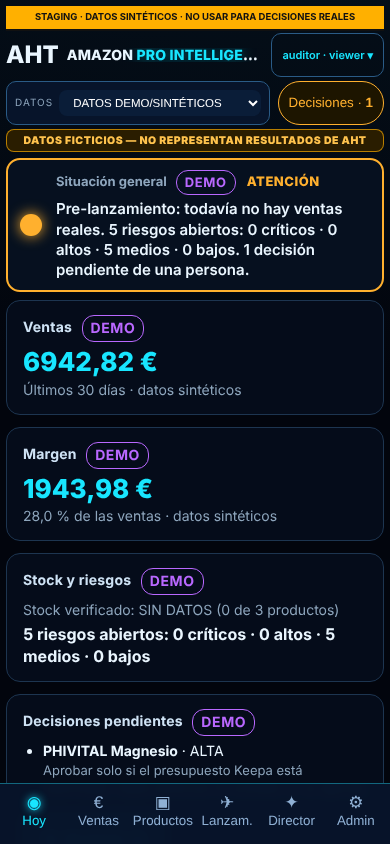 STAGING · DATOS SINTÉTICOS · NO USAR PARA DECISIONES REALES
AHT AMAZON PRO INTELLIGE... auditor · viewer ▾
DATOS DATOS DEMO/SINTÉTICOS Decisiones · 1
DATOS FICTICIOS — NO REPRESENTAN RESULTADOS DE AHT
Situación general DEMO ATENCIÓN
Pre-lanzamiento: todavía no hay ventas
reales. 5 riesgos abiertos: 0 críticos · 0
altos · 5 medios · 0 bajos. 1 decisión
pendiente de una persona.
Ventas DEMO
6942,82 €
Últimos 30 días · datos sintéticos
Margen DEMO
1943,98 €
28,0 % de las ventas · datos sintéticos
Stock y riesgos DEMO
Stock verificado: SIN DATOS (0 de 3 productos)
5 riesgos abiertos: 0 críticos · 0 altos · 5
medios · 0 bajos
Decisiones pendientes DEMO
• PHIVITAL Magnesio · ALTA
Aprobar solo si el presupuesto Keepa está
Hoy Ventas Productos Lanzam. Director Admin